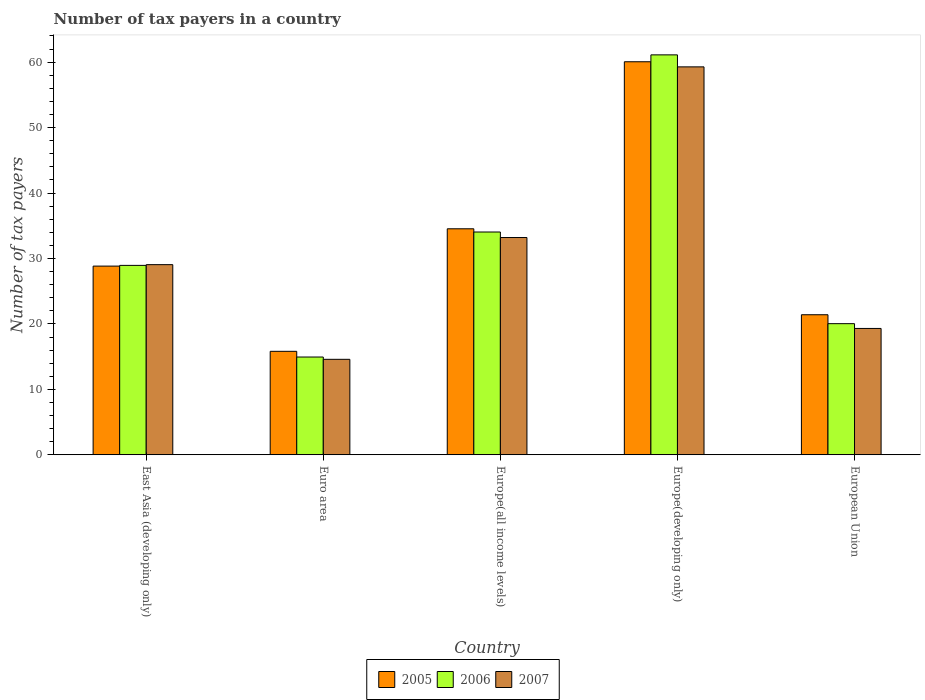 Number of tax payers in a country
Number of tax payers
60
50
40
30
20
10
0
East Asia (developing only)
Euro area
Europe(all income levels)
Europe(developing only)
European Union
Country
2005
2006
2007